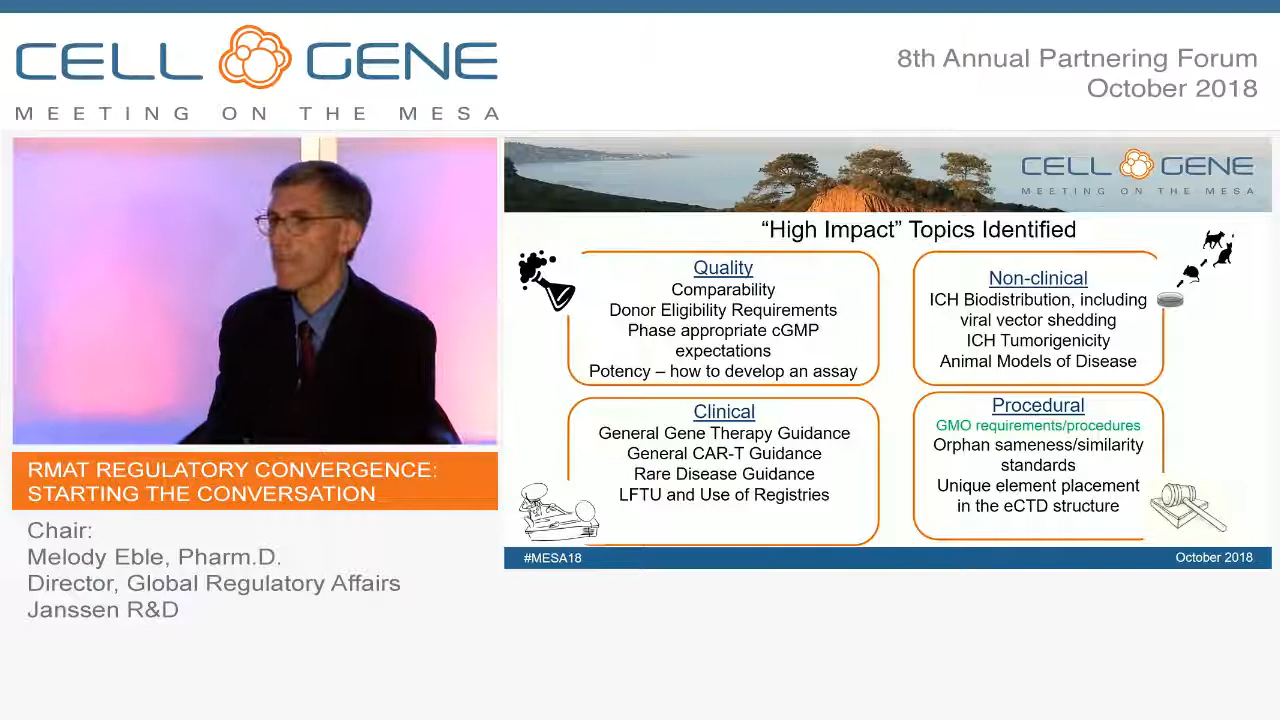 CELL GENE
MEETING ON THE MESA
8th Annual Partnering Forum
October 2018
CELL GENE
MEETING ON THE MESA
“High Impact” Topics Identified
Quality
Comparability
Donor Eligibility Requirements
Phase appropriate cGMP
expectations
Potency – how to develop an assay
Non-clinical
ICH Biodistribution, including
viral vector shedding
ICH Tumorigenicity
Animal Models of Disease
Clinical
General Gene Therapy Guidance
General CAR-T Guidance
Rare Disease Guidance
LFTU and Use of Registries
Procedural
GMO requirements/procedures
Orphan sameness/similarity
standards
Unique element placement
in the eCTD structure
#MESA18
October 2018
RMAT REGULATORY CONVERGENCE:
STARTING THE CONVERSATION
Chair:
Melody Eble, Pharm.D.
Director, Global Regulatory Affairs
Janssen R&D